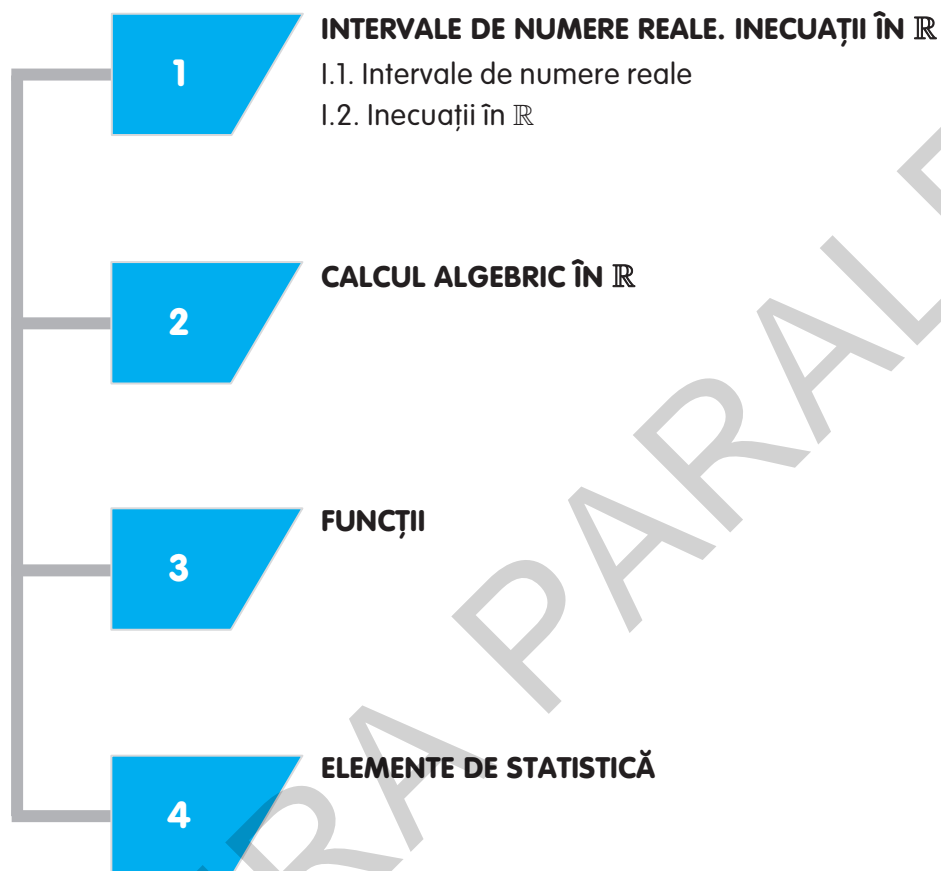 1
INTERVALE DE NUMERE REALE. INECUAȚII ÎN ℝ
I.1. Intervale de numere reale
I.2. Inecuații în ℝ
2
CALCUL ALGEBRIC ÎN ℝ
3
FUNCȚII
4
ELEMENTE DE STATISTICĂ